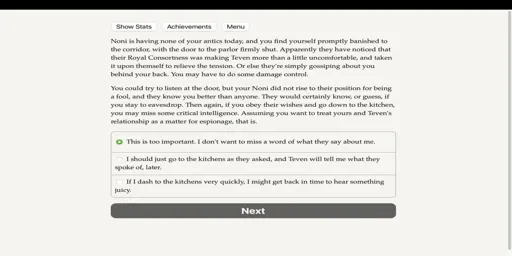 Show Stats Achievements Menu
Noni is having none of your antics today, and you find yourself promptly banished to
the corridor, with the door to the parlor firmly shut. Apparently they have noticed that
their Royal Consortness was making Teven more than a little uncomfortable, and taken
it upon themself to relieve the tension. Or else they're simply gossiping about you
behind your back. You may have to do some damage control.
You could try to listen at the door, but your Noni did not rise to their position for being
a fool, and they know you better than anyone. They would certainly know, or guess, if
you stay to eavesdrop. Then again, if you obey their wishes and go down to the kitchen,
you may miss some critical intelligence. Assuming you want to treat yours and Teven's
relationship as a matter for espionage, that is.
This is too important. I don't want to miss a word of what they say about me.
I should just go to the kitchens as they asked, and Teven will tell me what they
spoke of, later.
If I dash to the kitchens very quickly, I might get back in time to hear something
juicy.
Next